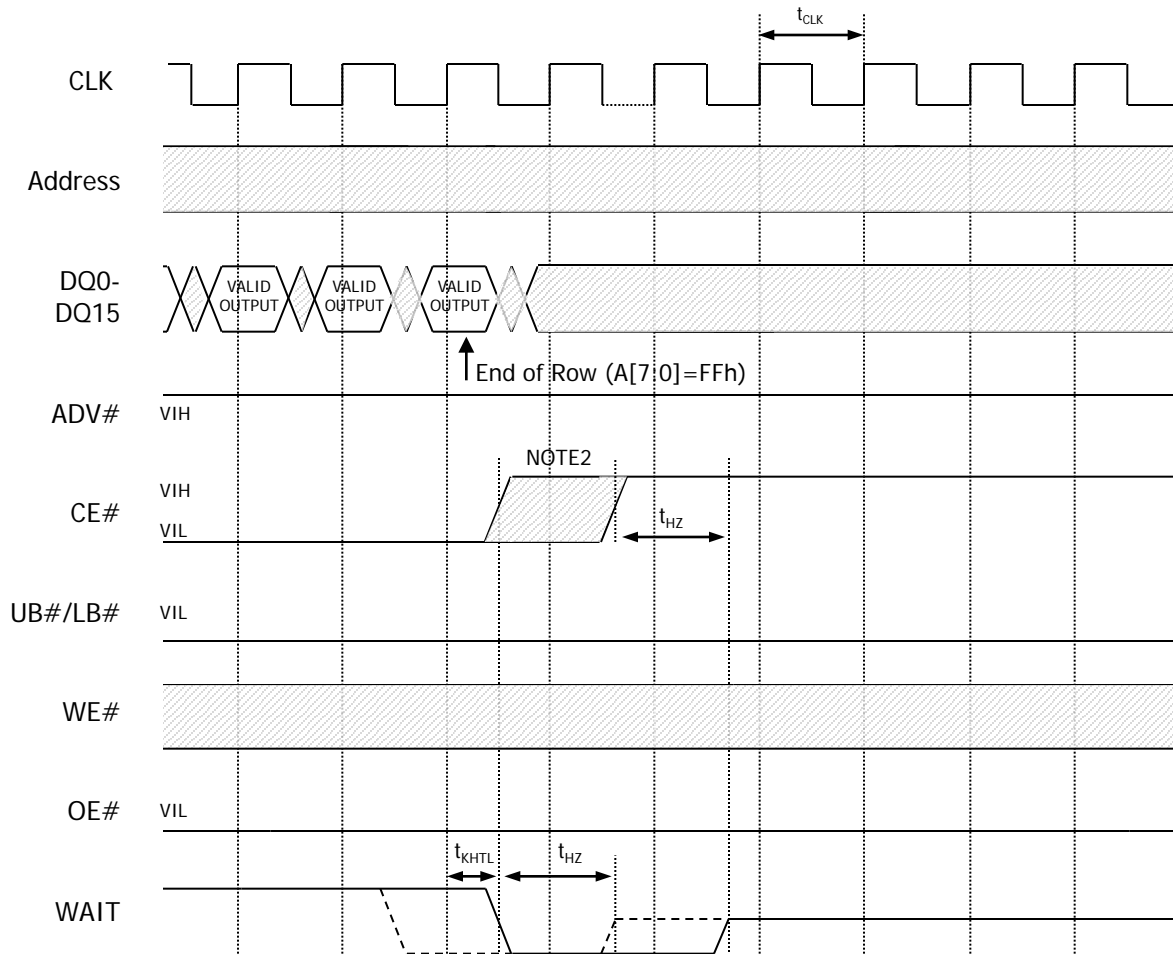 tCLK
CLK
Address
DQ0-
DQ15
VALID
OUTPUT
VALID
OUTPUT
VALID
OUTPUT
End of Row (A[7:0]=FFh)
ADV#
VIH
NOTE2
CE#
VIH
VIL
tHZ
UB#/LB#
VIL
WE#
OE#
VIL
tKHTL
tHZ
WAIT